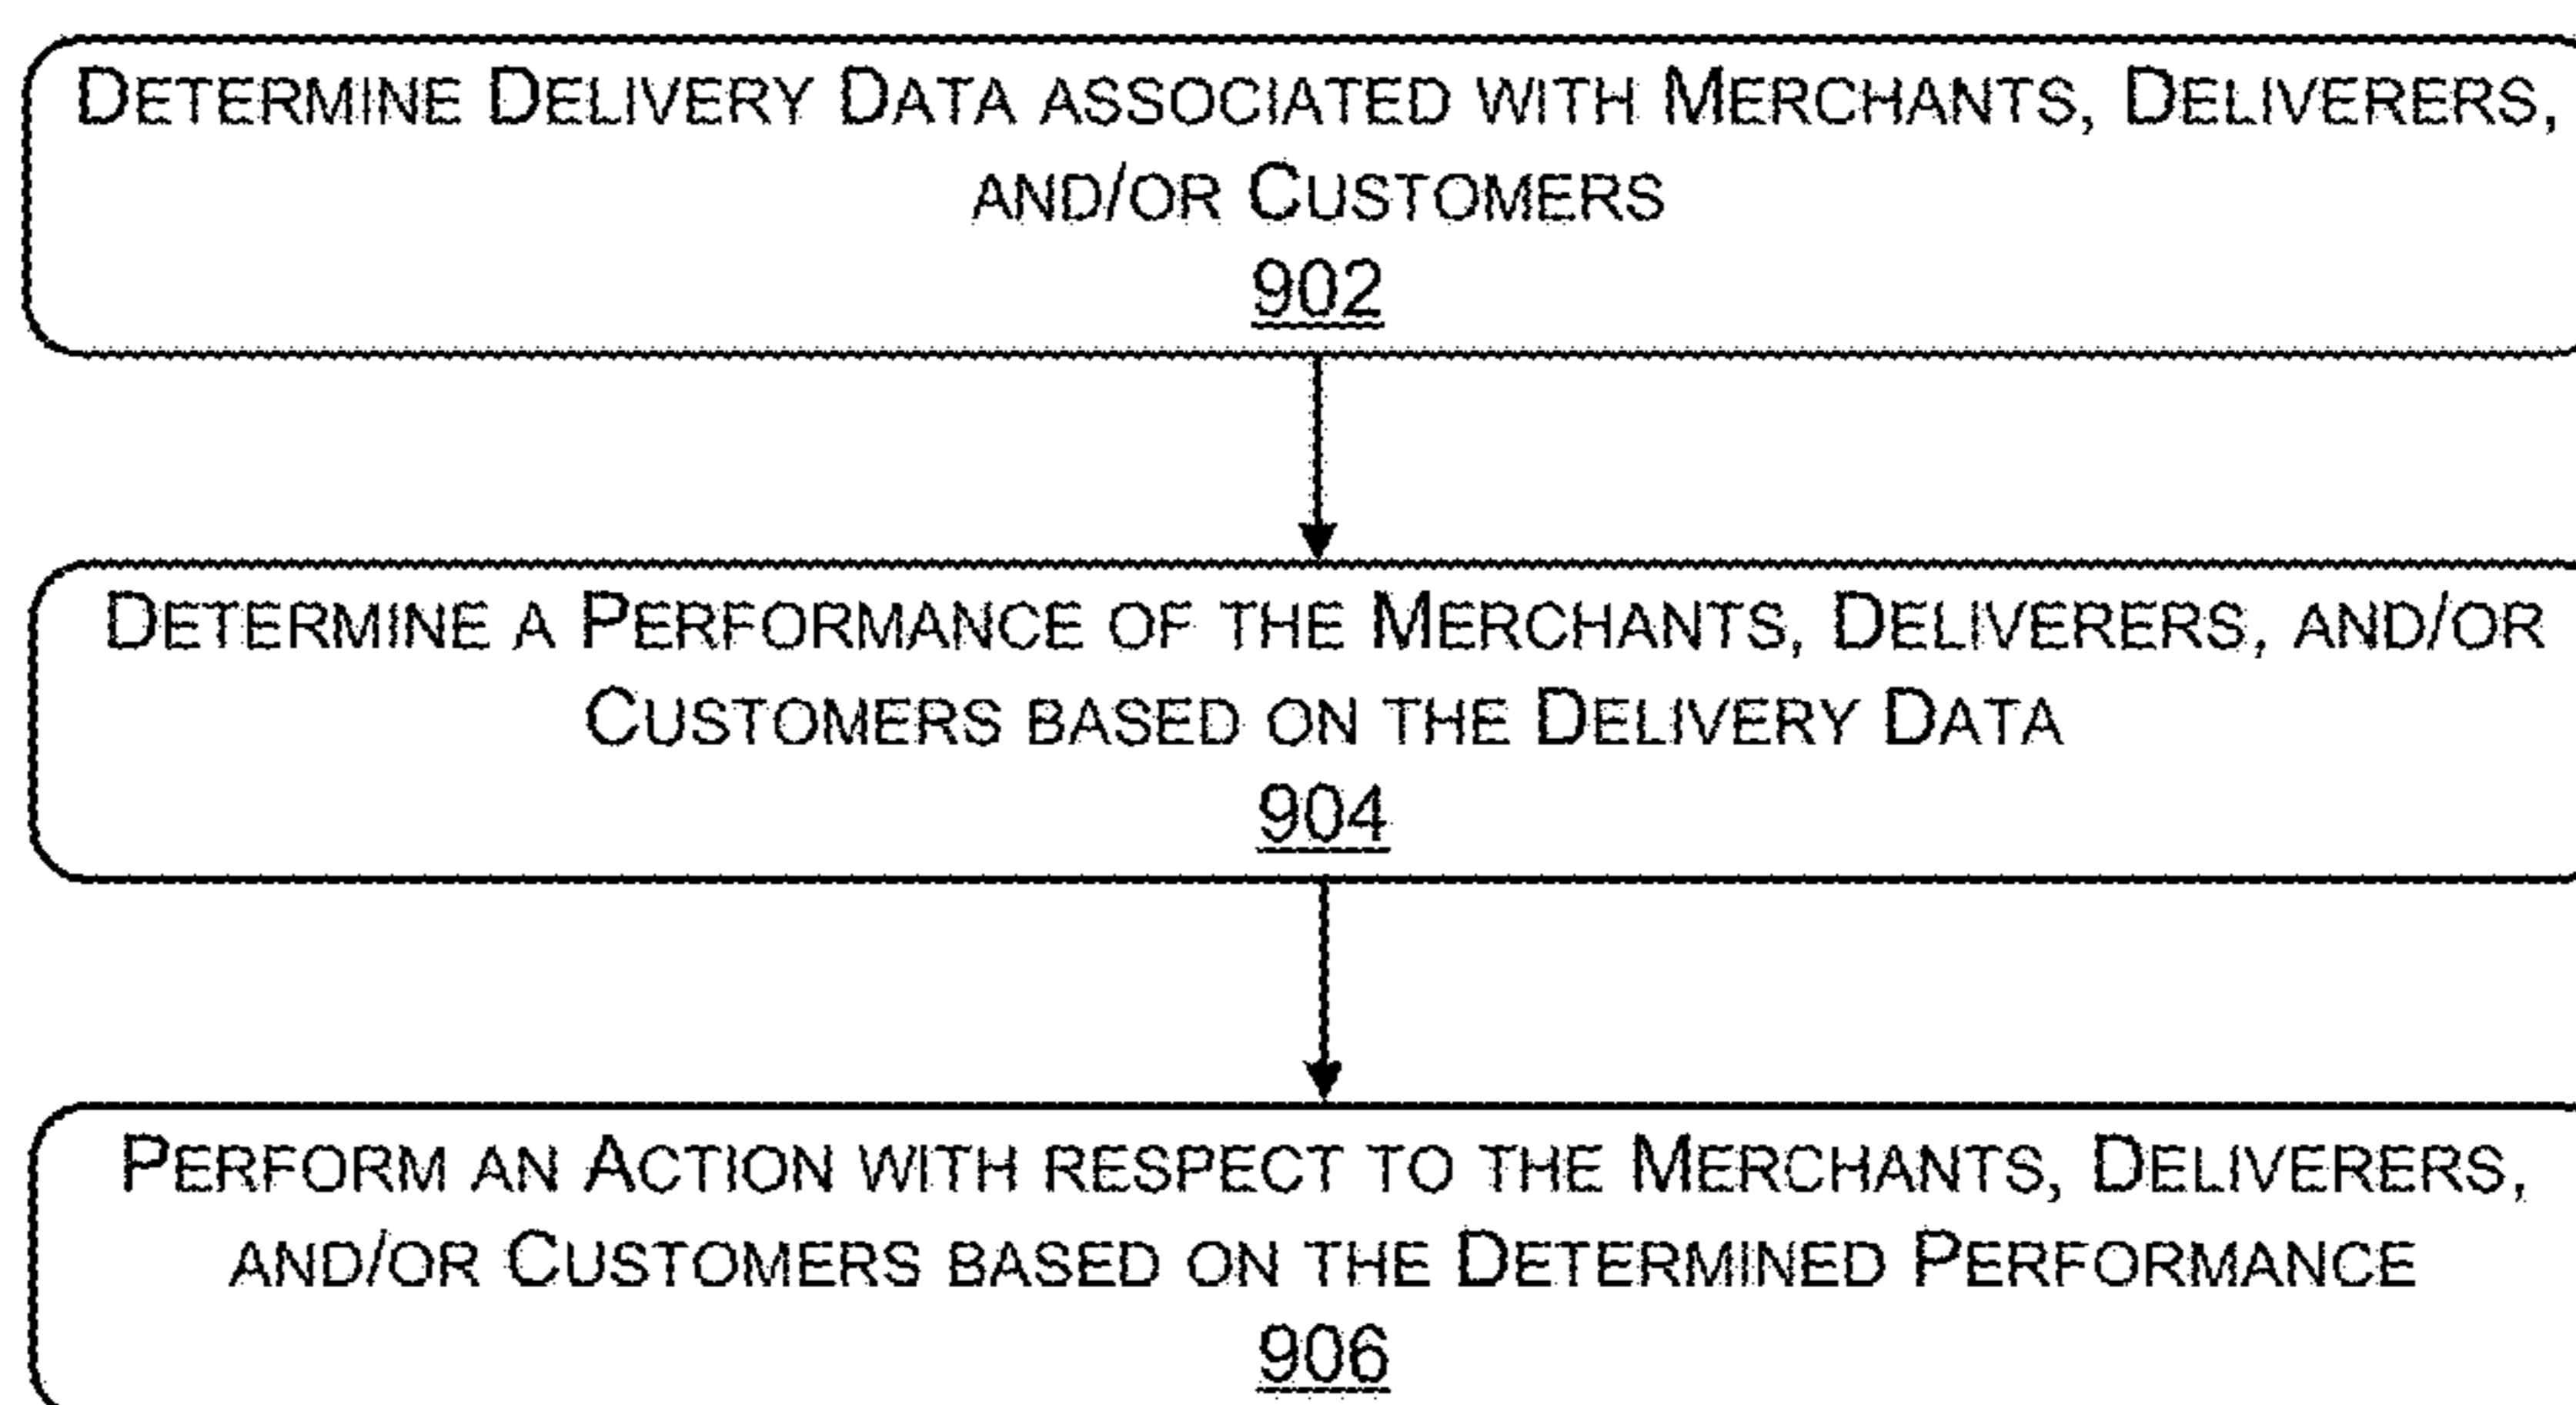 DETERMINE DELIVERY DATA ASSOCIATED WITH MERCHANTS, DELIVERERS,
AND/OR CUSTOMERS
902
DETERMINE A PERFORMANCE OF THE MERCHANTS, DELIVERERS, AND/OR
CUSTOMERS BASED ON THE DELIVERY DATA
904
PERFORM AN ACTION WITH RESPECT TO THE MERCHANTS, DELIVERERS,
AND/OR CUSTOMERS BASED ON THE DETERMINED PERFORMANCE
906